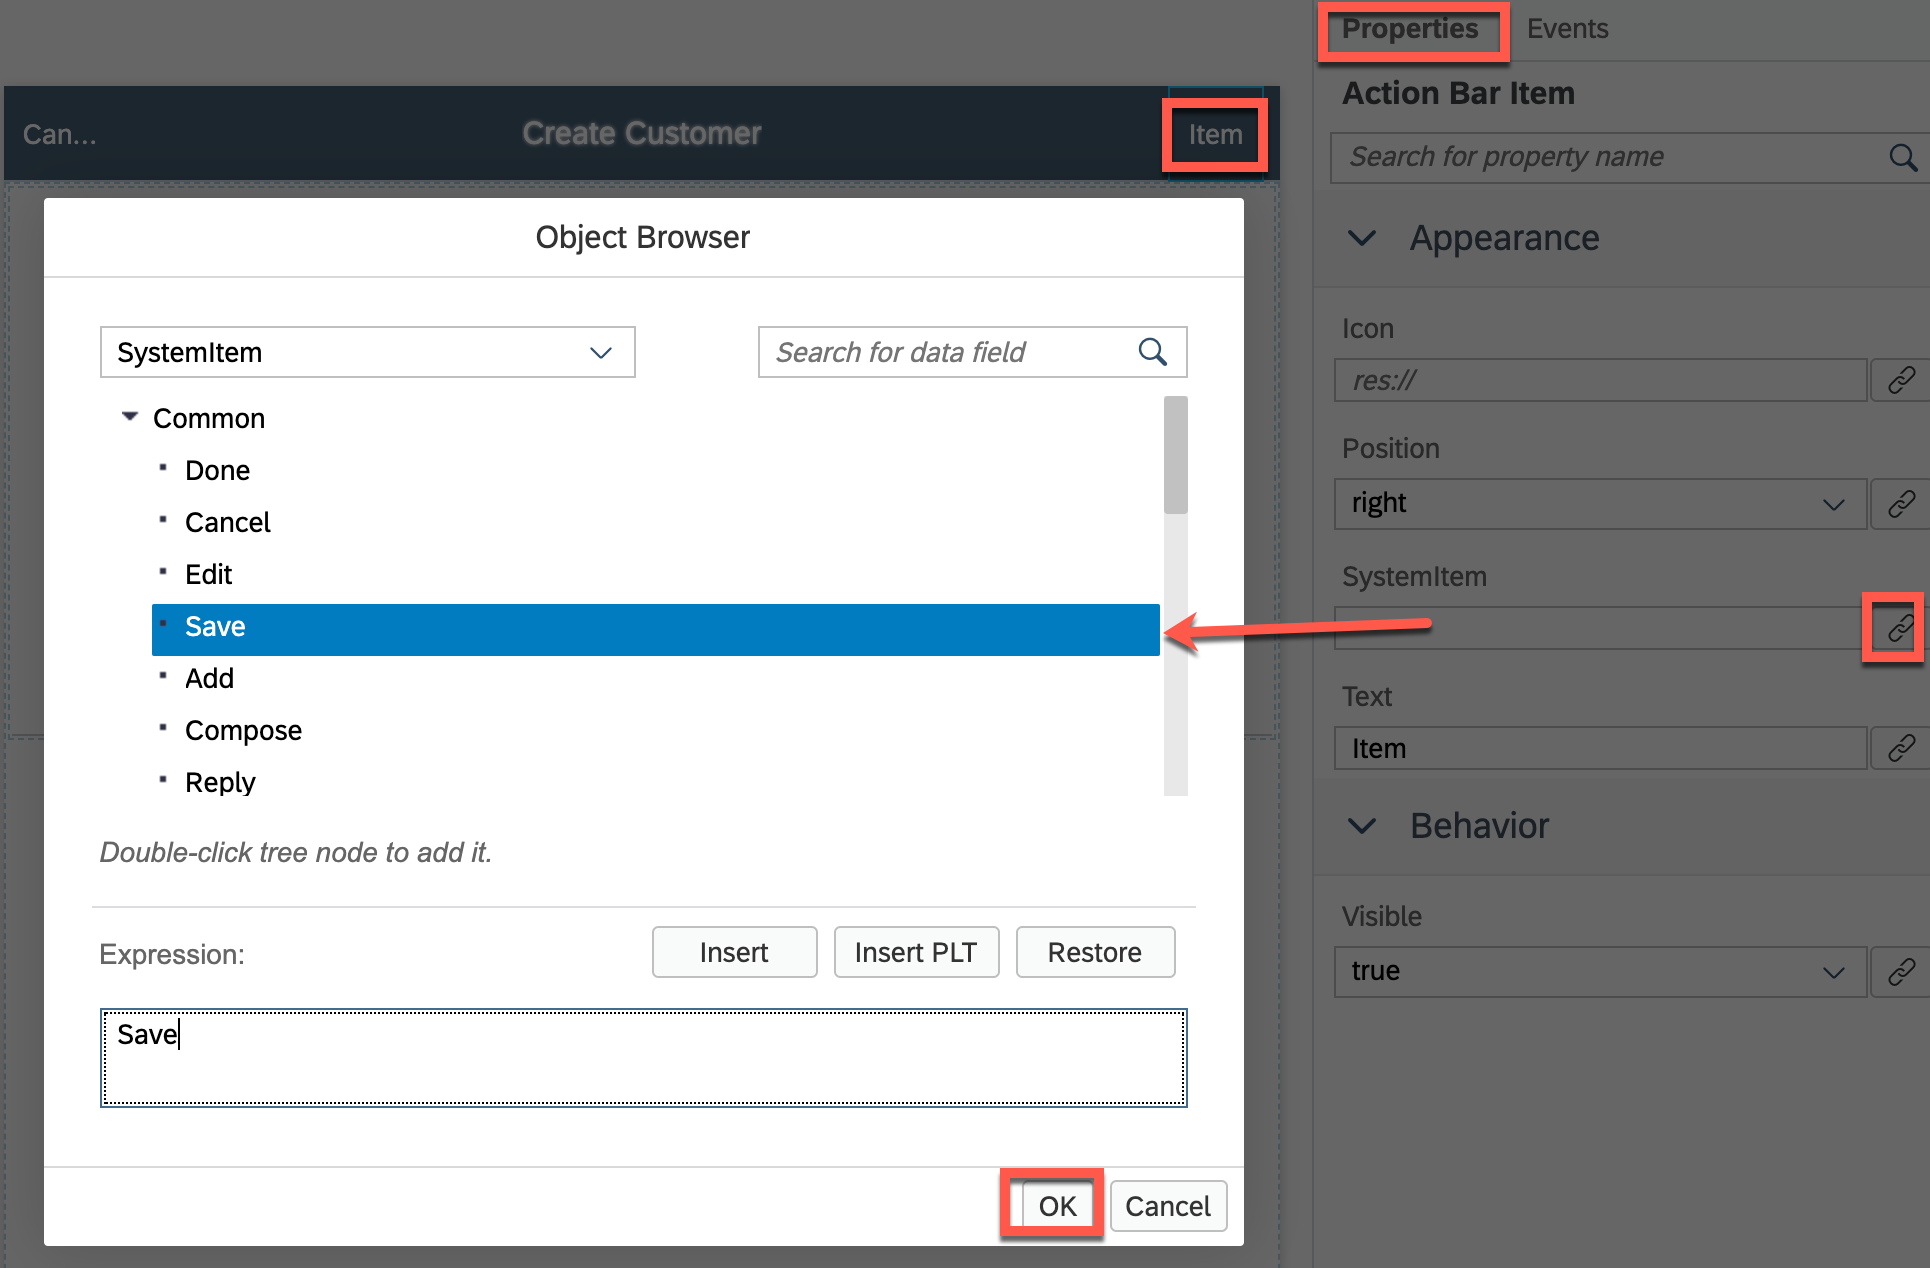 Properties
Events
Action Bar Item
Search for property name
Can...
Create Customer
Item
Object Browser
SystemItem
Search for data field
Common
Done
Cancel
Edit
Save
Add
Compose
Reply
Double-click tree node to add it.
Expression:
Insert
Insert PLT
Restore
Save
OK
Cancel
Appearance
Icon
res://
Position
right
SystemItem
Text
Item
Behavior
Visible
true